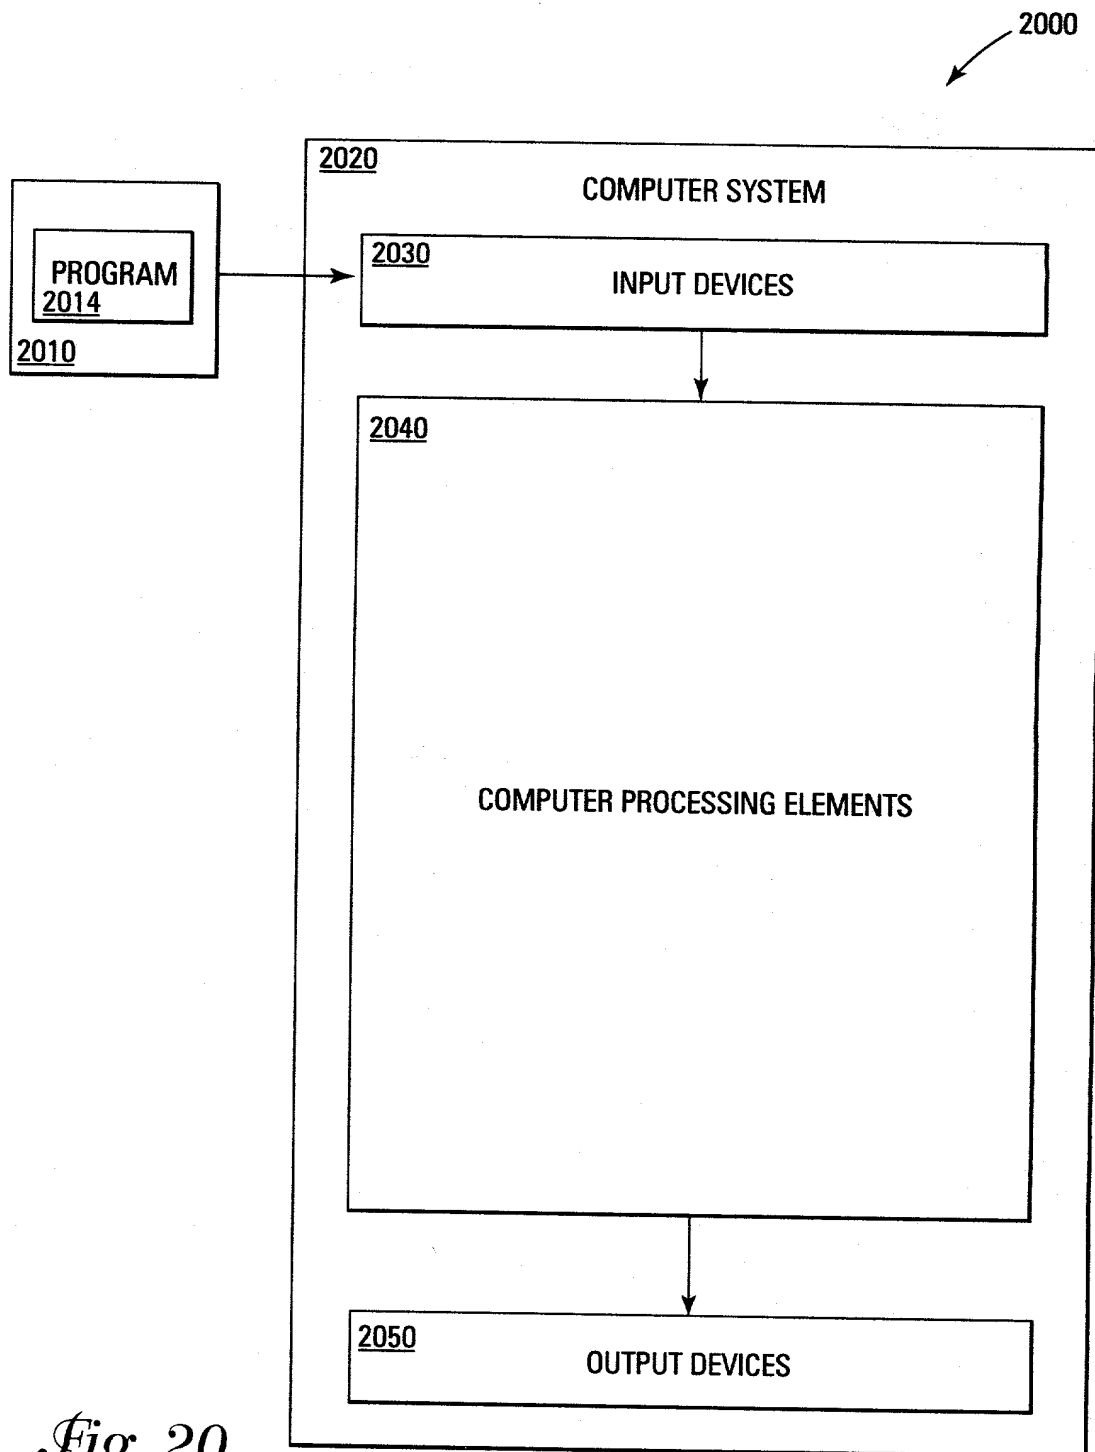 2000
2020
COMPUTER SYSTEM
PROGRAM
2014
2010
2030
INPUT DEVICES
2040
COMPUTER PROCESSING ELEMENTS
2050
OUTPUT DEVICES
Fig. 20